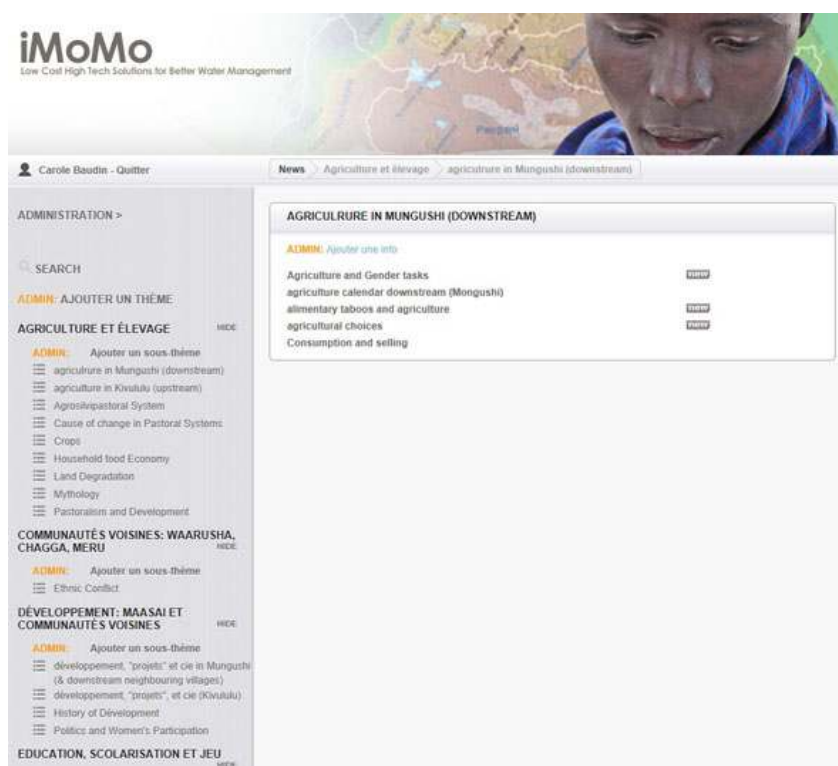 iMoMo
Low Cost High Tech Solutions for Better Water Management
Pangani
Carole Baudin - Quitter
News Agriculture et élevage agriculrure in Mungushi (downstream)
ADMINISTRATION >
SEARCH
ADMIN: AJOUTER UN THÈME
AGRICULTURE ET ÉLEVAGE HIDE
ADMIN: Ajouter un sous-thème
agriculrure in Mungushi (downstream)
agriculture in Kivululu (upstream)
Agrosilvipastoral System
Cause of change in Pastoral Systems
Crops
Household food Economy
Land Degradation
Mythology
Pastoralism and Development
COMMUNAUTÉS VOISINES: WAARUSHA,
CHAGGA, MERU HIDE
ADMIN: Ajouter un sous-thème
Ethnic Conflict
DÉVELOPPEMENT: MAASAI ET
COMMUNAUTÉS VOISINES HIDE
ADMIN: Ajouter un sous-thème
développement, "projets" et cie in Mungushi
(& downstream neighbouring villages)
développement, "projets", et cie (Kivululu)
History of Dévelopment
Politics and Women's Participation
EDUCATION, SCOLARISATION ET JEU
HIDE
AGRICULRURE IN MUNGUSHI (DOWNSTREAM)
ADMIN: Ajouter une info
Agriculture and Gender tasks new
agriculture calendar downstream (Mongushi)
alimentary taboos and agriculture new
agricultural choices new
Consumption and selling